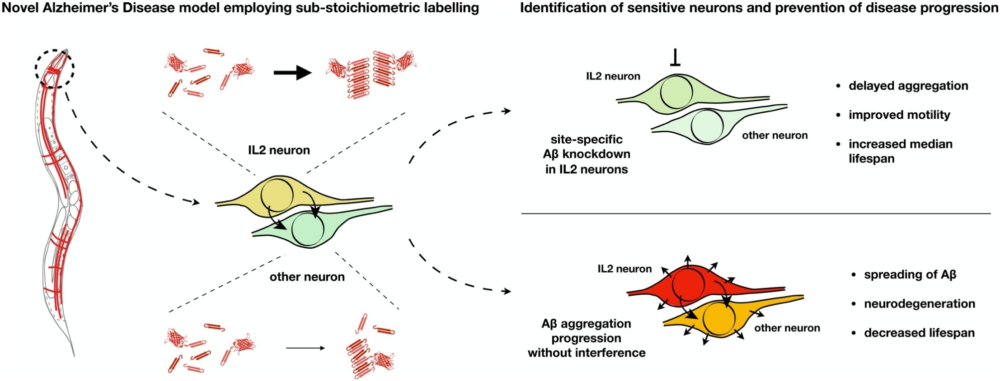 Novel Alzheimer’s Disease model employing sub-stoichiometric labelling
Identification of sensitive neurons and prevention of disease progression
IL2 neuron
other neuron
IL2 neuron
other neuron
site-specific
Aβ knockdown
in IL2 neurons
• delayed aggregation
• improved motility
• increased median
lifespan
IL2 neuron
other neuron
Aβ aggregation
progression
without interference
• spreading of Aβ
• neurodegeneration
• decreased lifespan